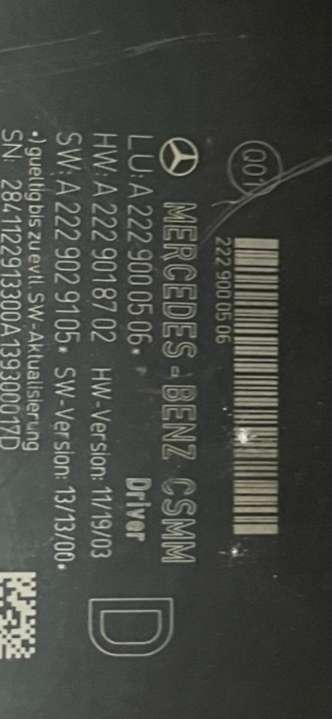 Q01
222 900 05 06
MERCEDES-BENZ CSMM
L.U: A 222 900 05 06• Driver
HW: A 222 901 87 02 HW-Version: 11/19/03
SW: A 222 902 91 05• SW-Version: 13/13/00•
•) gueltig bis zu evtl. SW-Aktualisierung
SN: 2841122913300A139300017D
D